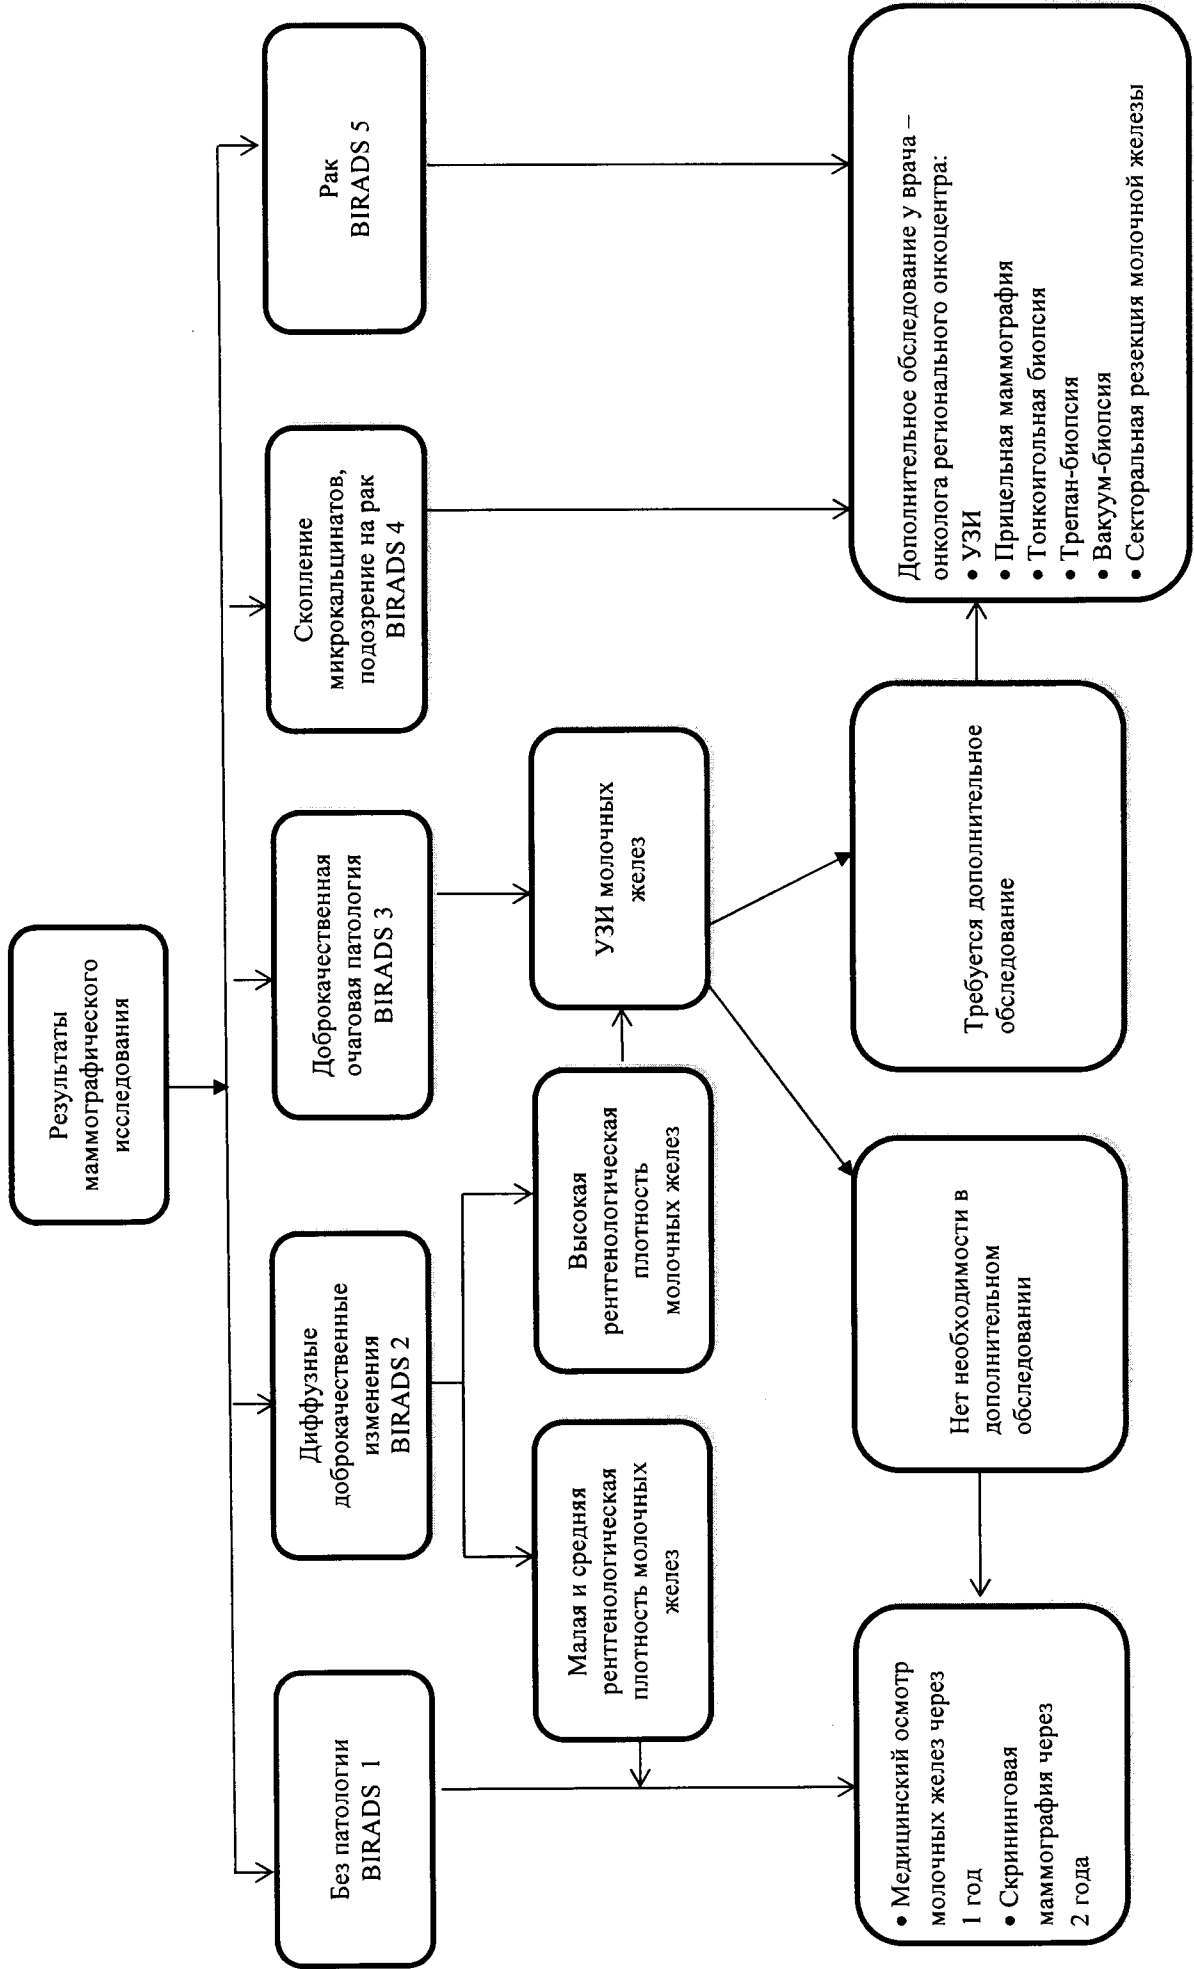 Результаты
маммографического
исследования
Без патологии
BIRADS 1
Диффузные
доброкачественные
изменения
BIRADS 2
Доброкачественная
очаговая патология
BIRADS 3
Скопление
микрокальцинатов,
подозрение на рак
BIRADS 4
Рак
BIRADS 5
Малая и средняя
рентгенологическая
плотность молочных
желез
Высокая
рентгенологическая
плотность
молочных желез
УЗИ молочных
желез
• Медицинский осмотр
молочных желез через
1 год
• Скрининговая
маммография через
2 года
Нет необходимости в
дополнительном
обследовании
Требуется дополнительное
обследование
Дополнительное обследование у врача –
онколога регионального онкоцентра:
• УЗИ
• Прицельная маммография
• Тонкоигольная биопсия
• Трепан-биопсия
• Вакуум-биопсия
• Секторальная резекция молочной железы